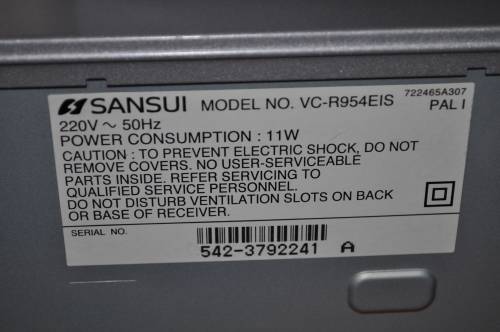 SANSUI MODEL NO. VC-R954EIS 722465A307
220V ~ 50Hz PAL I
POWER CONSUMPTION : 11W
CAUTION : TO PREVENT ELECTRIC SHOCK, DO NOT
REMOVE COVERS. NO USER-SERVICEABLE
PARTS INSIDE. REFER SERVICING TO
QUALIFIED SERVICE PERSONNEL.
DO NOT DISTURB VENTILATION SLOTS ON BACK
OR BASE OF RECEIVER.
SERIAL NO.
542-3792241 A